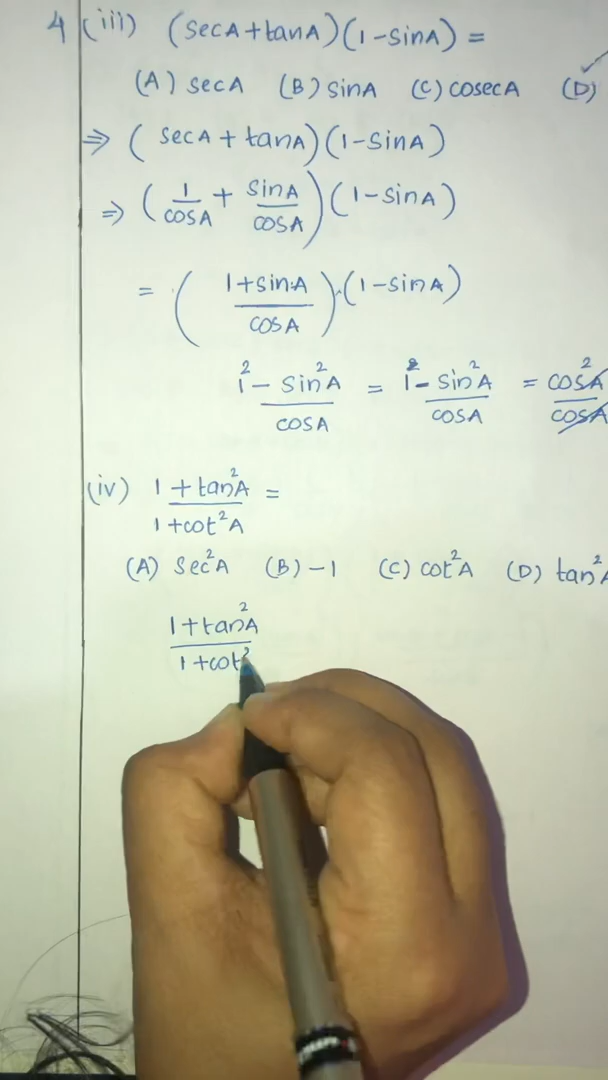 4 (iii) (secA+tanA)(1-sinA) =
(A) secA (B) sinA (C) cosecA (D)
⇒ (secA + tanA)(1-sinA)
⇒ (1/cosA + sinA/cosA)(1-sinA)
= (1+sinA/cosA).(1-sinA)
1² - sin²A/cosA = 1² - sin²A/cosA = cos²A/cosA
(iv) 1 + tan²A/1+cot²A =
(A) sec²A (B) -1 (C) cot²A (D) tan²A
1+tan²A/1+cot²